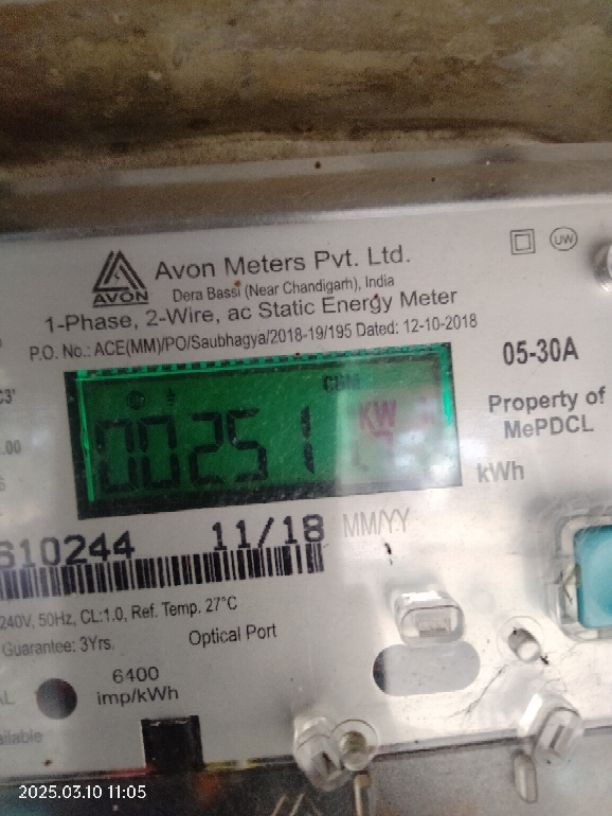 Avon Meters Pvt. Ltd.
AVON
Dera Bassi (Near Chandigarh), India
1-Phase, 2-Wire, ac Static Energy Meter
P.O. No.: ACE(MM)/PO/Saubhagya/2018-19/195 Dated: 12-10-2018
UW
05-30A
Property of
MePDCL
00251
KW
kWh
610244 11/18 MM/YY
240V, 50Hz, CL:1.0, Ref. Temp. 27°C
Guarantee: 3Yrs.
Optical Port
6400
imp/kWh
2025.03.10 11:05